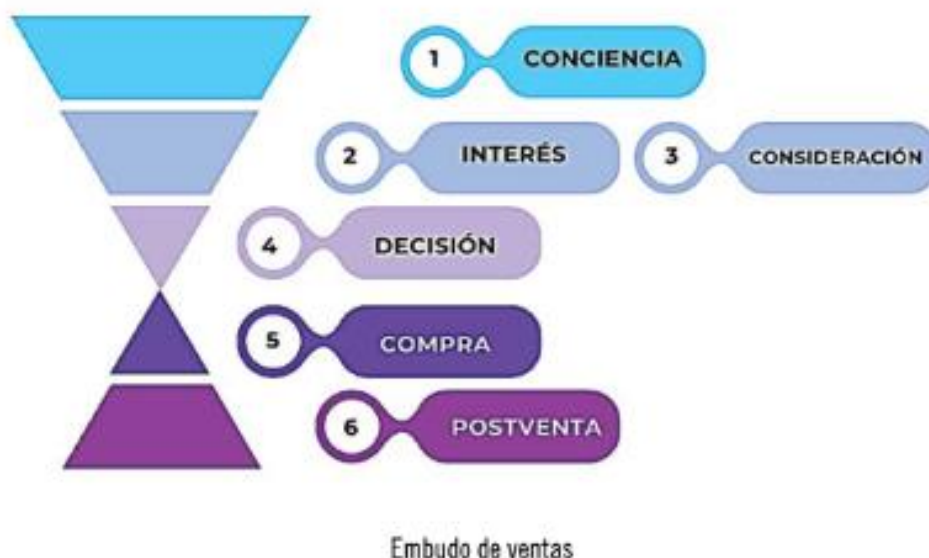 1 CONCIENCIA
2 INTERÉS 3 CONSIDERACIÓN
4 DECISIÓN
5 COMPRA
6 POSTVENTA
Embudo de ventas